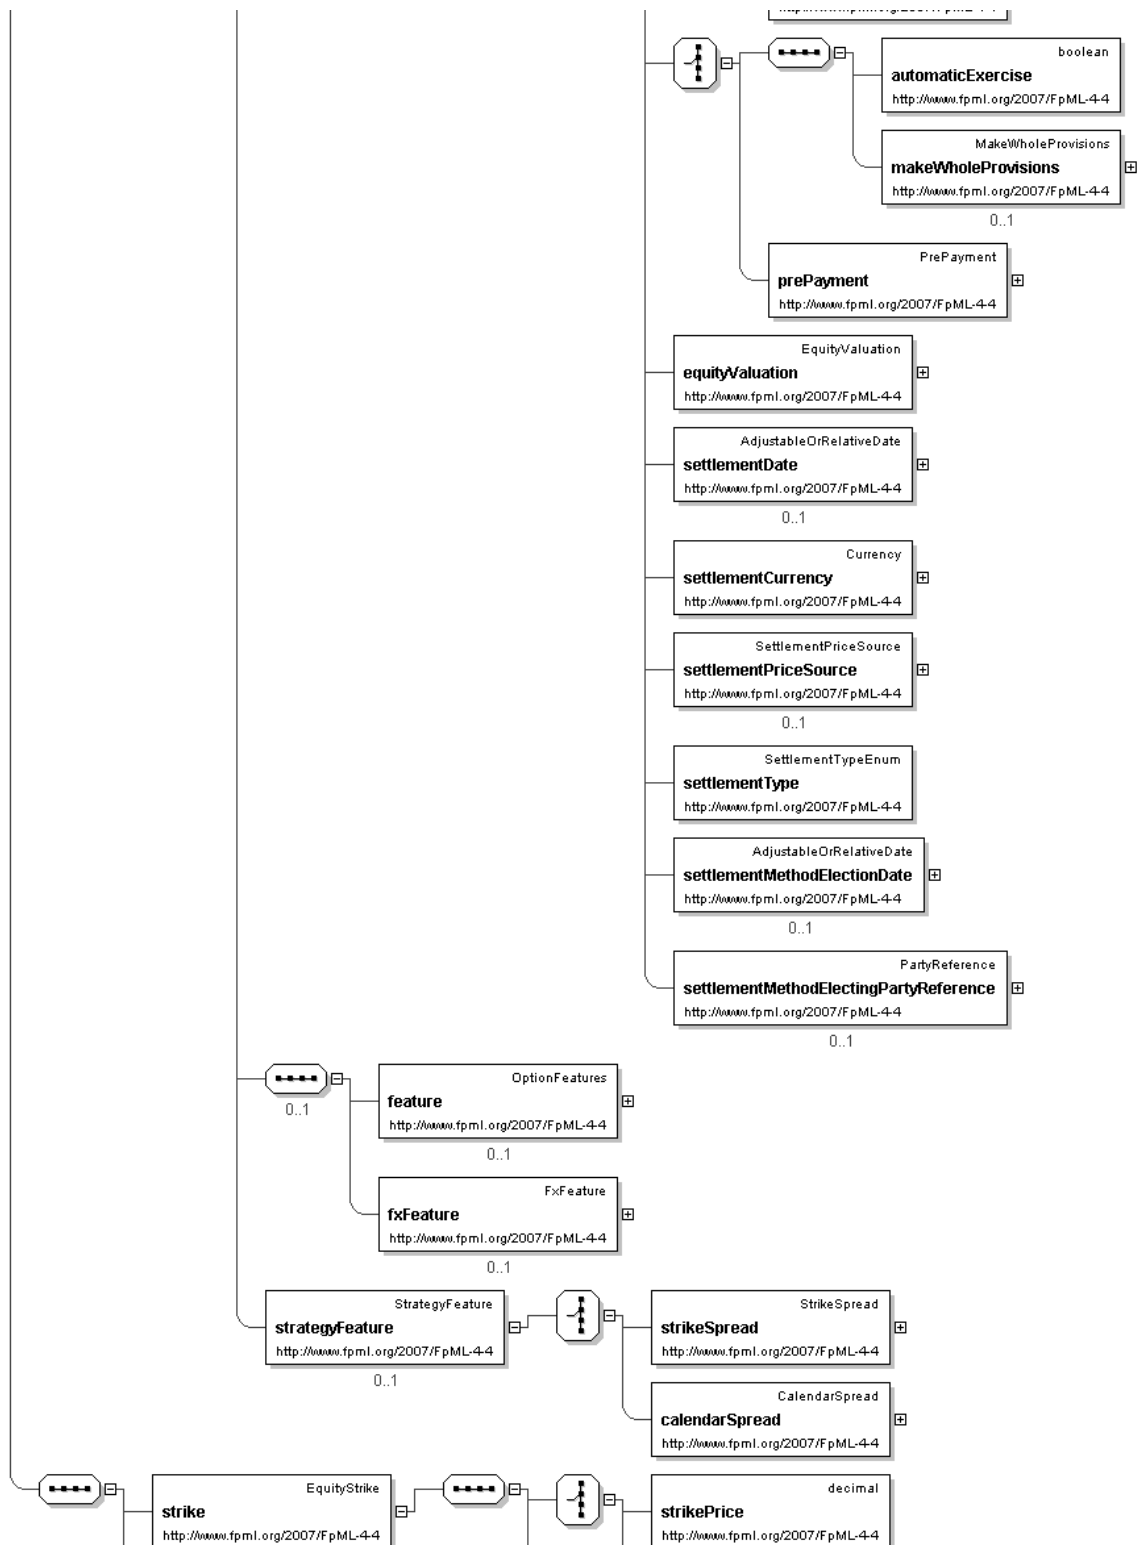 boolean
automaticExercise
http://www.fpml.org/2007/FpML-4-4
MakeWholeProvisions
makeWholeProvisions
http://www.fpml.org/2007/FpML-4-4
0..1
PrePayment
prePayment
http://www.fpml.org/2007/FpML-4-4
EquityValuation
equityValuation
http://www.fpml.org/2007/FpML-4-4
AdjustableOrRelativeDate
settlementDate
http://www.fpml.org/2007/FpML-4-4
0..1
Currency
settlementCurrency
http://www.fpml.org/2007/FpML-4-4
SettlementPriceSource
settlementPriceSource
http://www.fpml.org/2007/FpML-4-4
0..1
SettlementTypeEnum
settlementType
http://www.fpml.org/2007/FpML-4-4
AdjustableOrRelativeDate
settlementMethodElectionDate
http://www.fpml.org/2007/FpML-4-4
0..1
PartyReference
settlementMethodElectingPartyReference
http://www.fpml.org/2007/FpML-4-4
0..1
0..1
OptionFeatures
feature
http://www.fpml.org/2007/FpML-4-4
0..1
FxFeature
fxFeature
http://www.fpml.org/2007/FpML-4-4
0..1
StrategyFeature
strategyFeature
http://www.fpml.org/2007/FpML-4-4
0..1
StrikeSpread
strikeSpread
http://www.fpml.org/2007/FpML-4-4
CalendarSpread
calendarSpread
http://www.fpml.org/2007/FpML-4-4
EquityStrike
strike
http://www.fpml.org/2007/FpML-4-4
decimal
strikePrice
http://www.fpml.org/2007/FpML-4-4